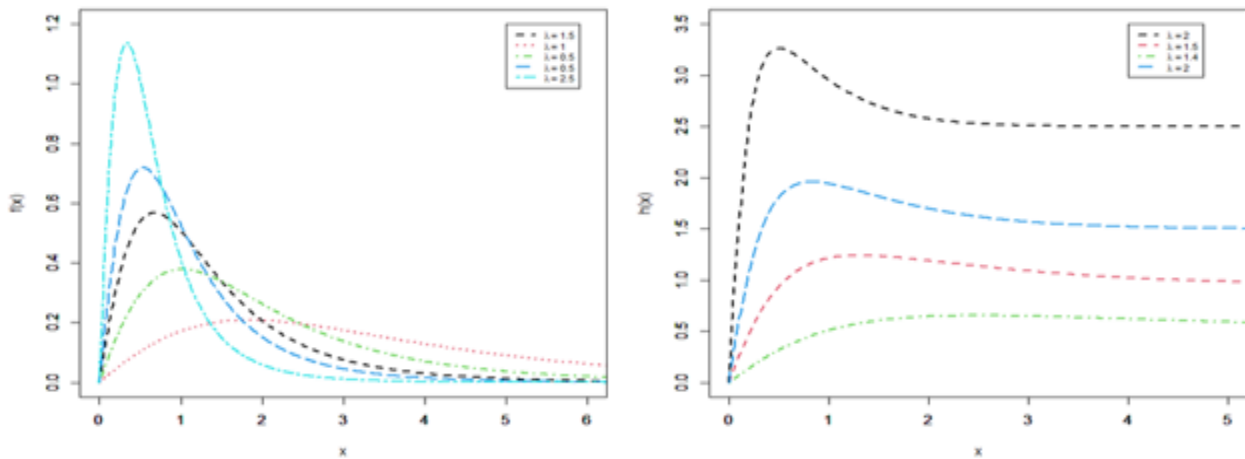 f(x)
1.2
1.0
0.8
0.6
0.4
0.2
0.0
λ = 1.5
λ = 1
λ = 0.5
λ = 0.5
λ = 2.5
0 1 2 3 4 5 6
x
h(x)
3.5
3.0
2.5
2.0
1.5
1.0
0.5
0.0
λ = 2
λ = 1.5
λ = 1.4
λ = 2
0 1 2 3 4 5
x